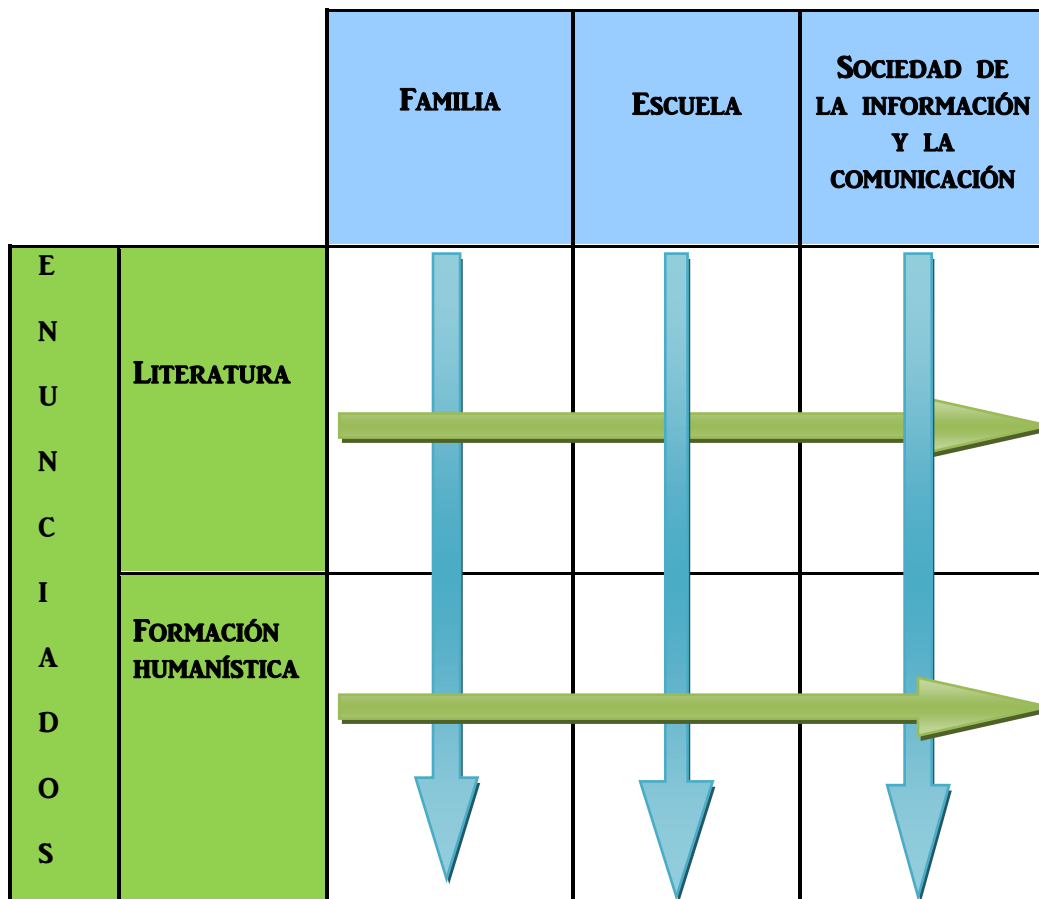 FAMILIA
ESCUELA
SOCIEDAD DE
LA INFORMACIÓN
Y LA
COMUNICACIÓN
E
N
U
N
C
I
A
D
O
S
LITERATURA
FORMACIÓN
HUMANÍSTICA